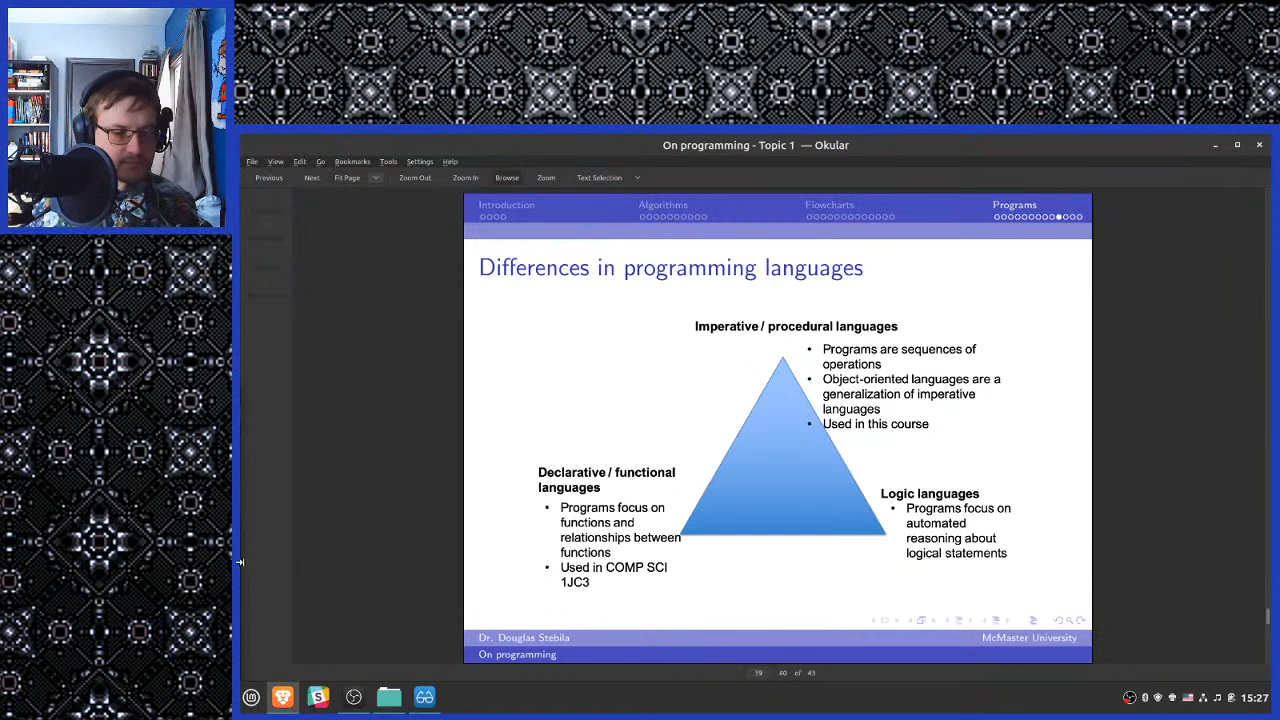 On programming - Topic 1 — Okular
File View Edit Go Bookmarks Tools Settings Help
Previous Next Fit Page Zoom Out Zoom In Browse Zoom Text Selection
Introduction Algorithms Flowcharts Programs
Differences in programming languages
Imperative / procedural languages
• Programs are sequences of
operations
• Object-oriented languages are a
generalization of imperative
languages
• Used in this course
Declarative / functional
languages
• Programs focus on
functions and
relationships between
functions
• Used in COMP SCI
1JC3
Logic languages
• Programs focus on
automated
reasoning about
logical statements
Dr. Douglas Stebila McMaster University
On programming
39 40 of 43
15:27